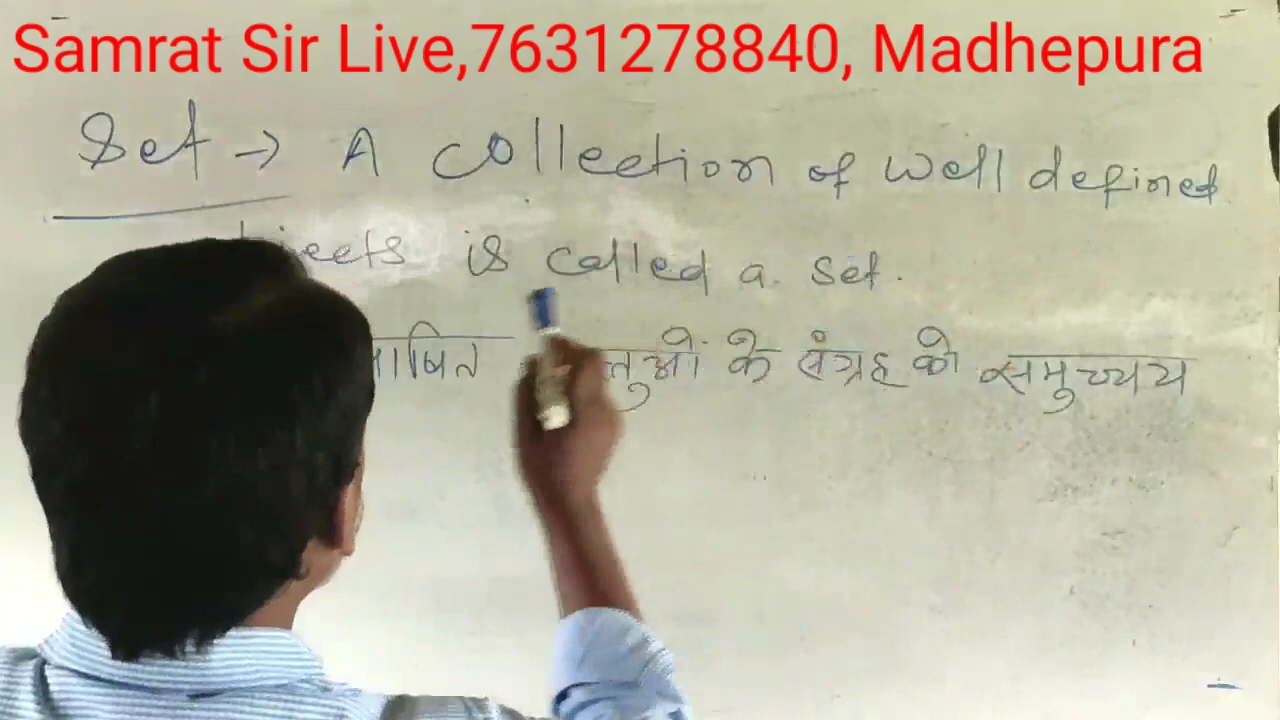 Samrat Sir Live,7631278840, Madhepura
Set → A collection of well defined
is called a set.
के संग्रह को समुच्चय